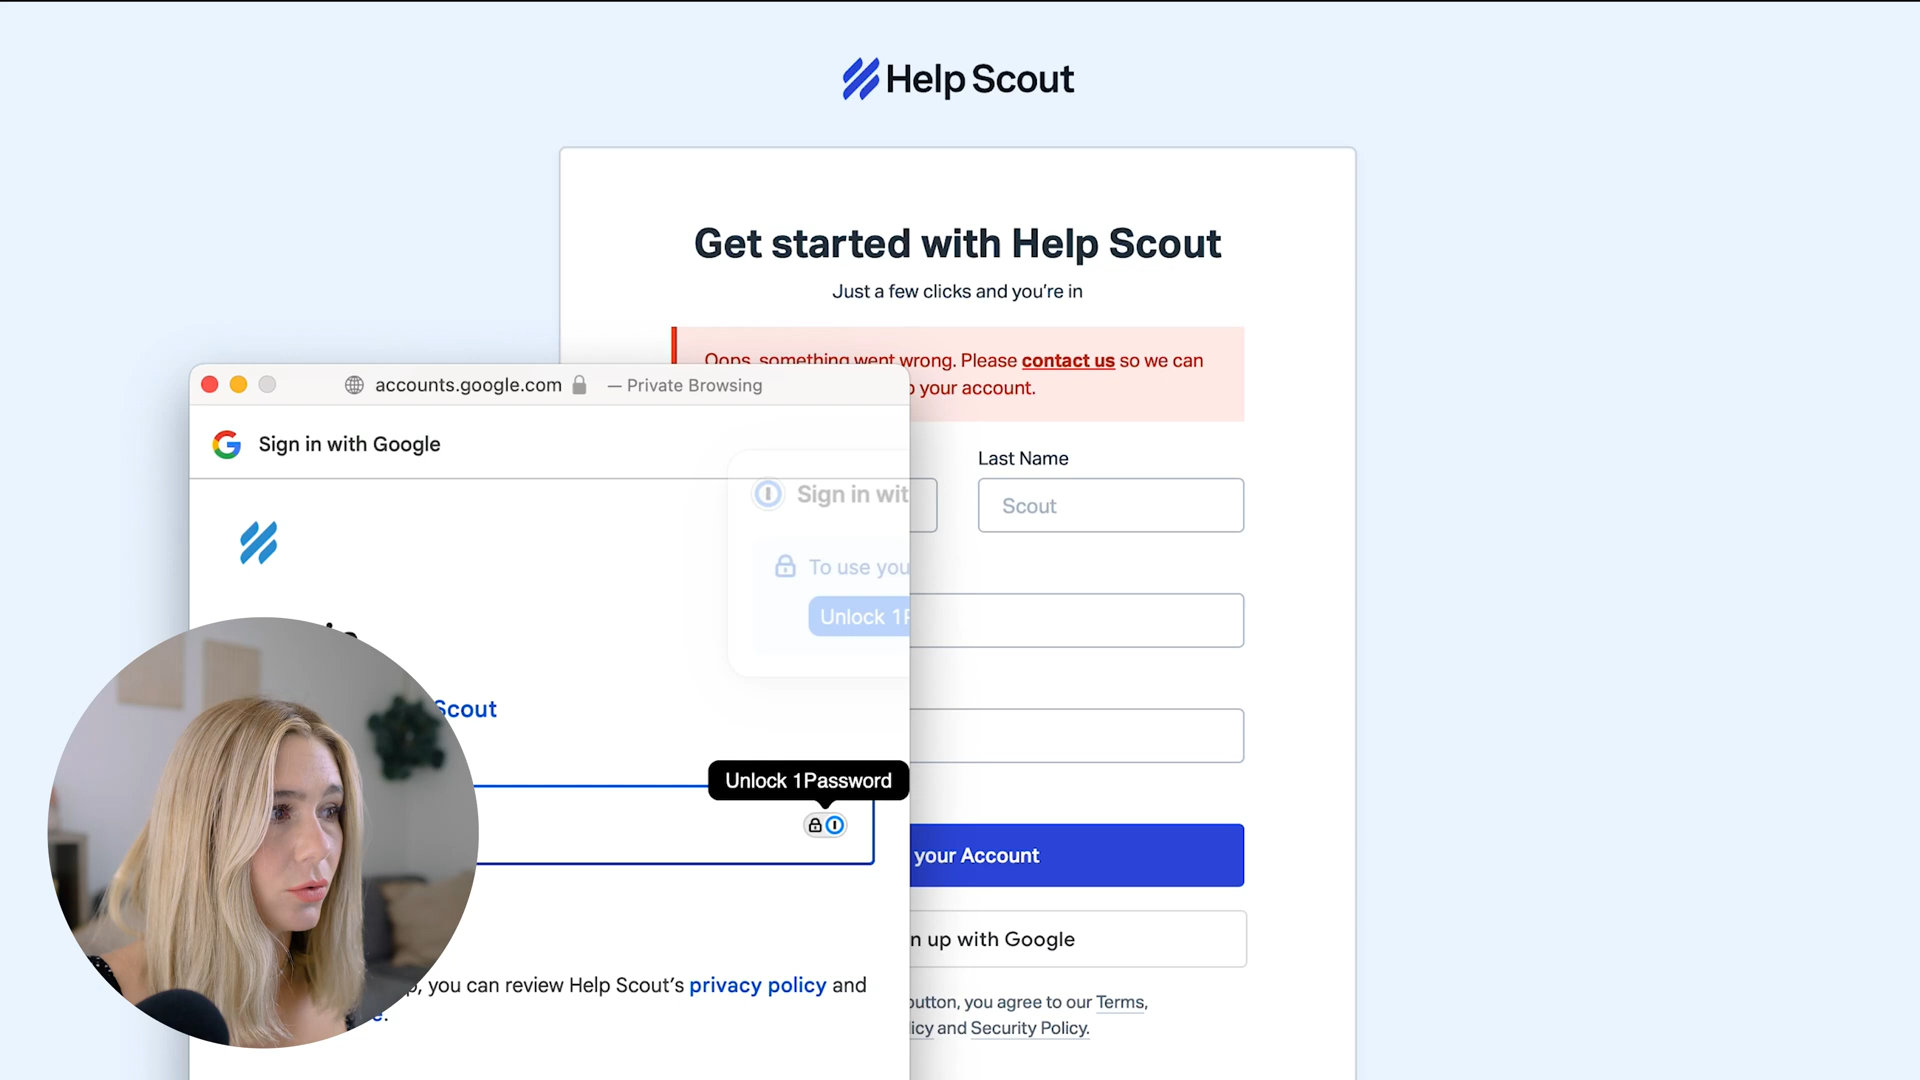 Help Scout
Get started with Help Scout
Just a few clicks and you're in
Oops, something went wrong. Please contact us so we can
your account.
Last Name
Scout
your Account
up with Google
button, you agree to our Terms,
and Security Policy.
accounts.google.com — Private Browsing
Sign in with Google
Sign in wit
To use you
Unlock 1P
Scout
Unlock 1Password
, you can review Help Scout's privacy policy and